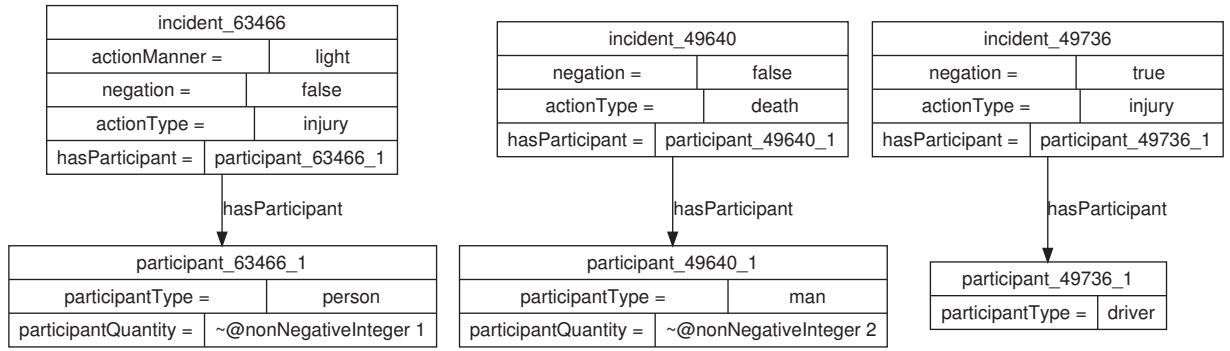 incident_63466
actionManner = light
negation = false
actionType = injury
hasParticipant = participant_63466_1
hasParticipant
participant_63466_1
participantType = person
participantQuantity = ~@nonNegativeInteger 1
incident_49640
negation = false
actionType = death
hasParticipant = participant_49640_1
hasParticipant
participant_49640_1
participantType = man
participantQuantity = ~@nonNegativeInteger 2
incident_49736
negation = true
actionType = injury
hasParticipant = participant_49736_1
hasParticipant
participant_49736_1
participantType = driver